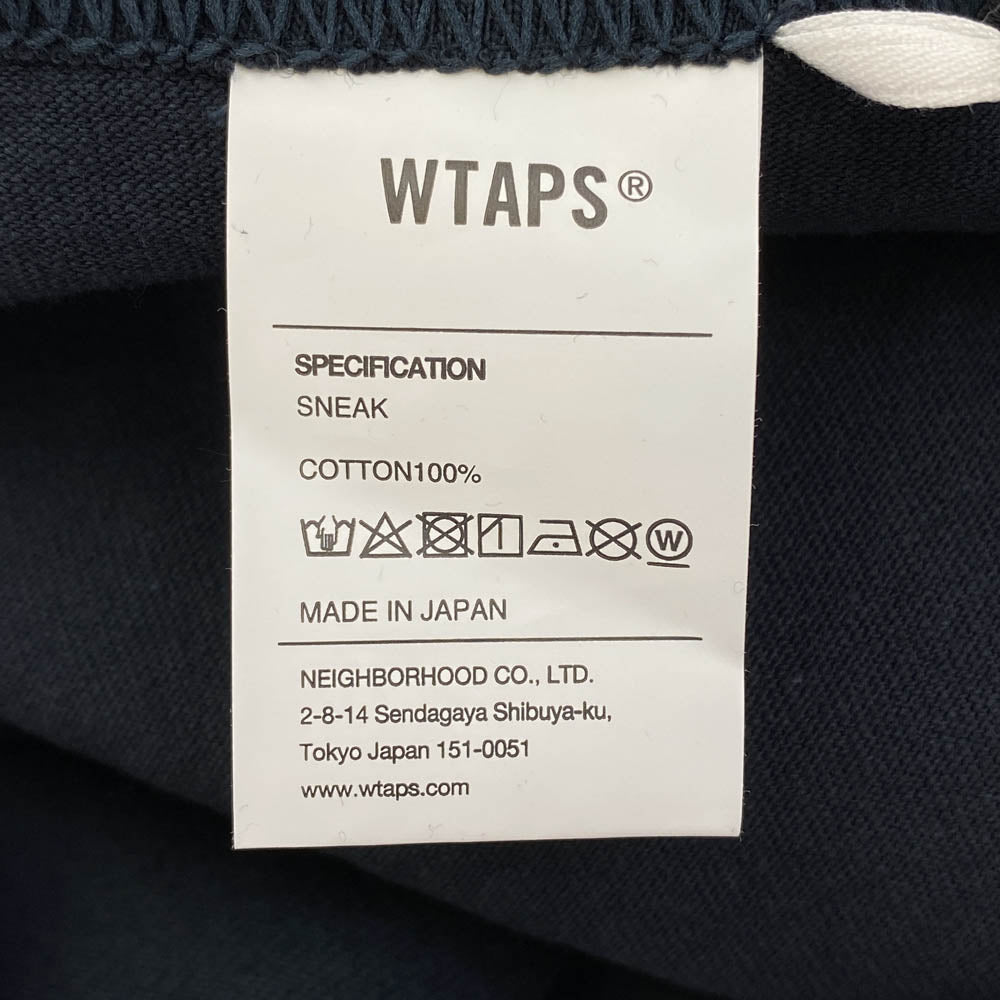 WTAPS®
SPECIFICATION
SNEAK
COTTON100%
W
MADE IN JAPAN
NEIGHBORHOOD CO., LTD.
2-8-14 Sendagaya Shibuya-ku,
Tokyo Japan 151-0051
www.wtaps.com